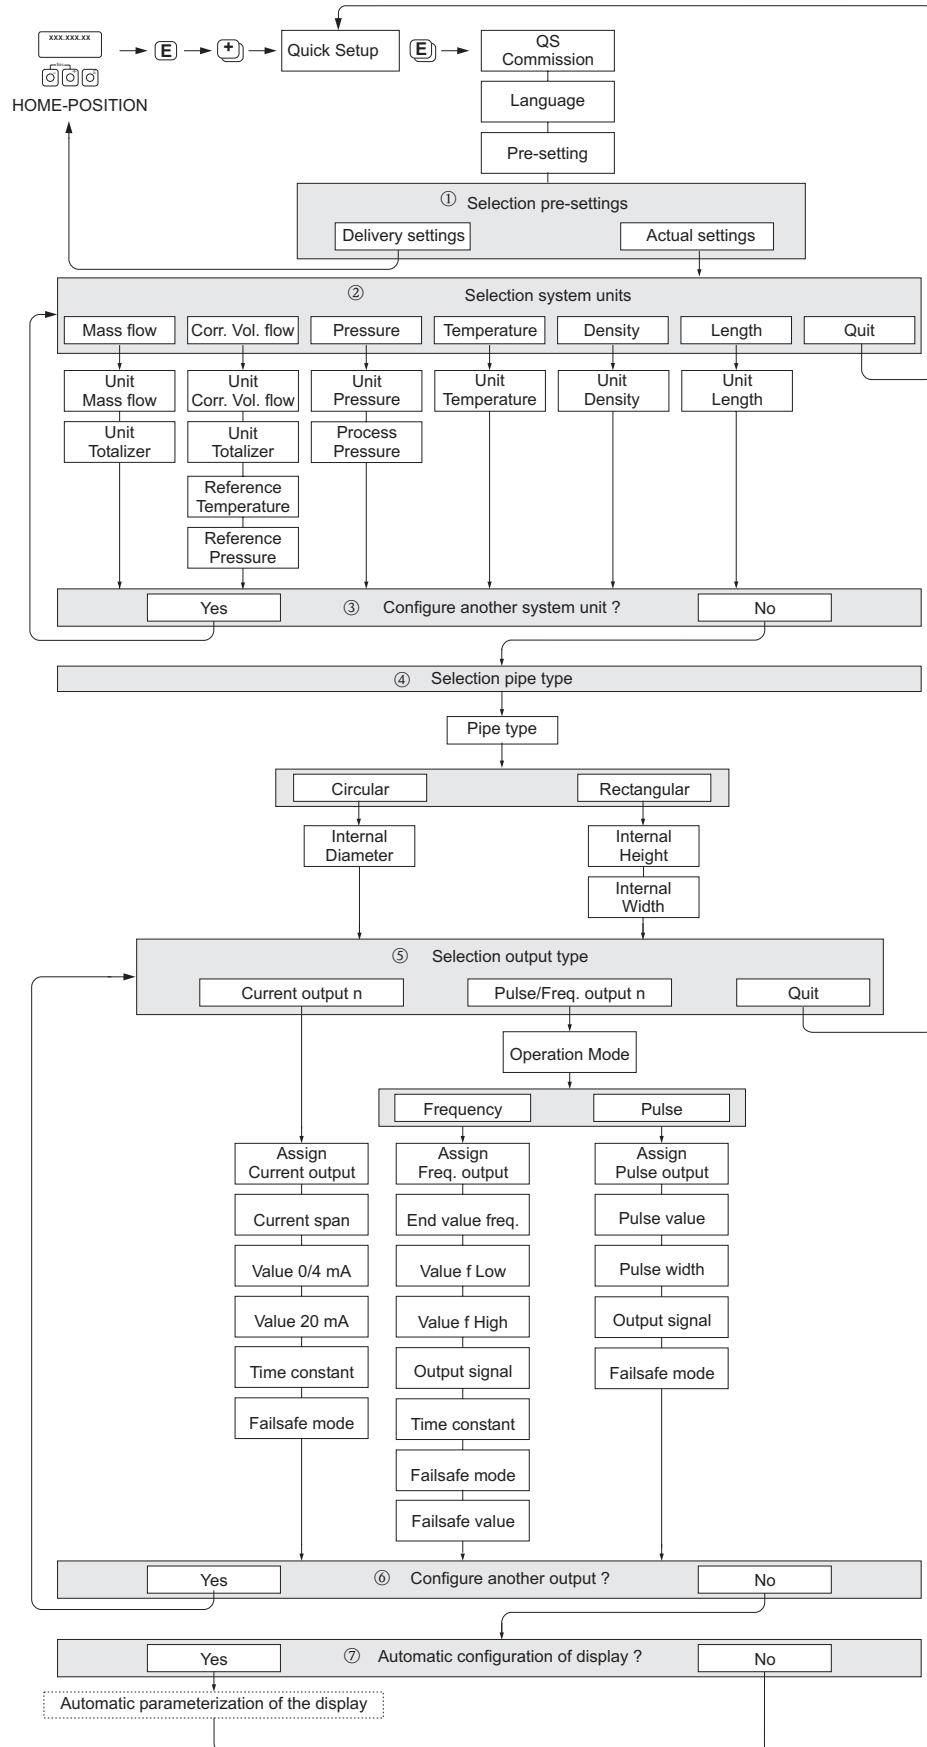 xxx.xxx.xx
Esc
E
+
Quick Setup
E
QS
Commission
HOME-POSITION
Language
Pre-setting
① Selection pre-settings
Delivery settings
Actual settings
② Selection system units
Mass flow
Corr. Vol. flow
Pressure
Temperature
Density
Length
Quit
Unit
Mass flow
Unit
Corr. Vol. flow
Unit
Pressure
Unit
Temperature
Unit
Density
Unit
Length
Unit
Totalizer
Unit
Totalizer
Process
Pressure
Reference
Temperature
Reference
Pressure
Yes
③ Configure another system unit ?
No
④ Selection pipe type
Pipe type
Circular
Rectangular
Internal
Diameter
Internal
Height
Internal
Width
⑤ Selection output type
Current output n
Pulse/Freq. output n
Quit
Operation Mode
Frequency
Pulse
Assign
Current output
Assign
Freq. output
Assign
Pulse output
Current span
End value freq.
Pulse value
Value 0/4 mA
Value f Low
Pulse width
Value 20 mA
Value f High
Output signal
Time constant
Output signal
Failsafe mode
Failsafe mode
Time constant
Failsafe mode
Failsafe value
Yes
⑥ Configure another output ?
No
Yes
⑦ Automatic configuration of display ?
No
Automatic parameterization of the display